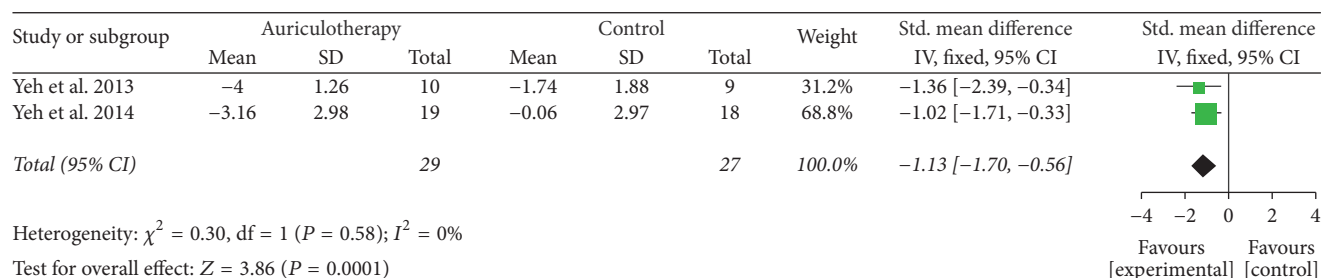 Study or subgroup Auriculotherapy Control Weight Std. mean difference Std. mean difference
Mean SD Total Mean SD Total IV, fixed, 95% CI IV, fixed, 95% CI
Yeh et al. 2013 −4 1.26 10 −1.74 1.88 9 31.2% −1.36 [−2.39, −0.34]
Yeh et al. 2014 −3.16 2.98 19 −0.06 2.97 18 68.8% −1.02 [−1.71, −0.33]
Total (95% CI) 29 27 100.0% −1.13 [−1.70, −0.56]
−4 −2 0 2 4
Heterogeneity: χ² = 0.30, df = 1 (P = 0.58); I² = 0%
Test for overall effect: Z = 3.86 (P = 0.0001)
Favours Favours
[experimental] [control]